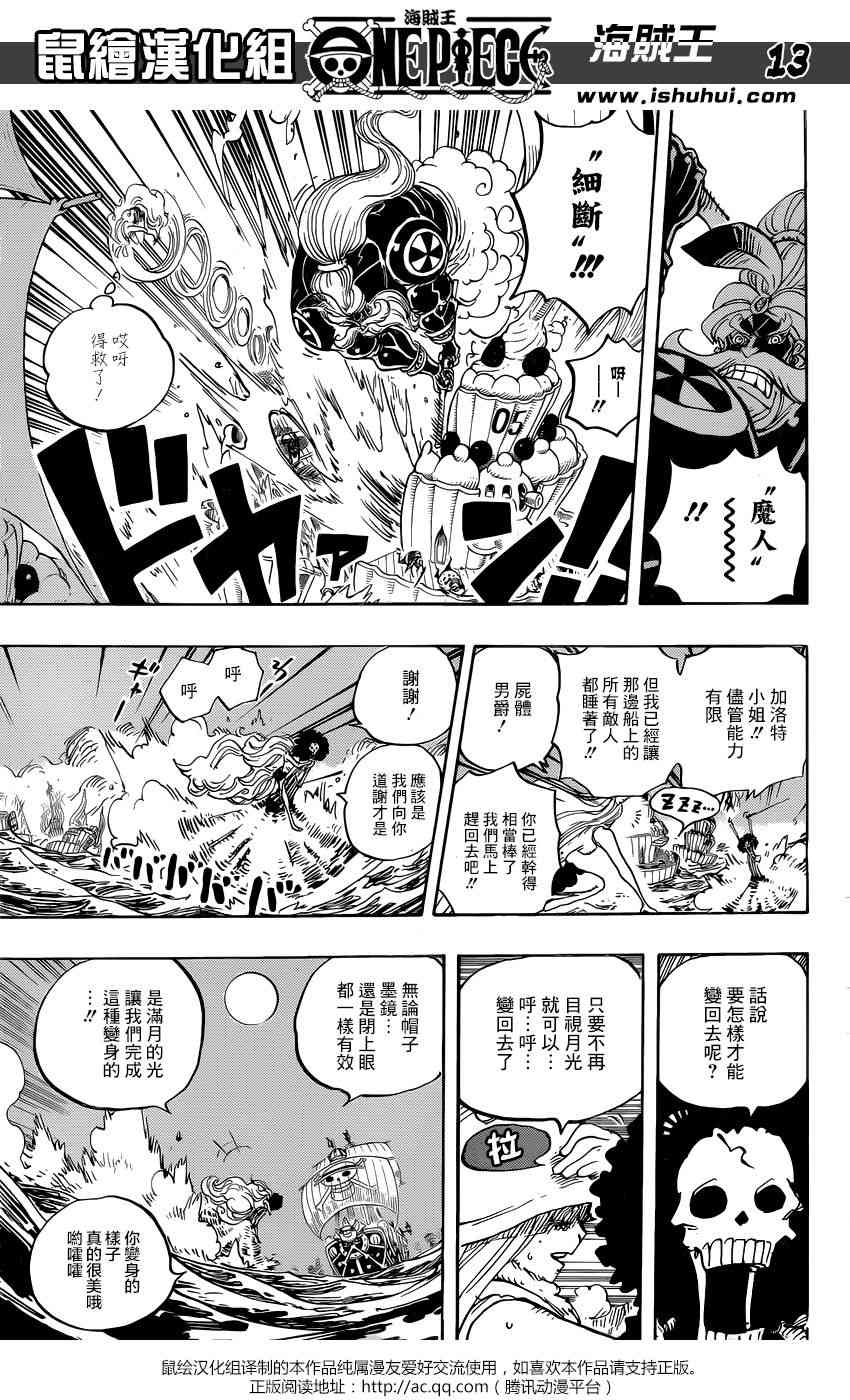 鼠繪漢化組
海賊王
ONE PIECE
海賊王
13
www.ishuhui.com
“魔人”
!!
“細斷”!!!
呀
——!!
哎呀
得救了！
ドカァン!!
05
加洛特
小姐!!
儘管能力
有限
但我已經讓
那邊船上的
所有敵人
都睡著了!!
ZZZ...
屍體
男爵！
你已經幹得
相當棒了
我們馬上
趕回去吧!!
謝謝！
應該是
我們向你
道謝才是
呼
呼
話說
要怎樣才能
變回去呢？
只要不再
目視月光
就可以…
呼…呼…
變回去了
拉
無論帽子
墨鏡…
還是閉上眼
都一樣有效
是滿月的光
讓我們完成
這種變身的
…!!
你變身的
樣子
真的很美哦
喲嚯嚯
鼠绘汉化组译制的本作品纯属漫友爱好交流使用，如喜欢本作品请支持正版。
正版阅读地址：http://ac.qq.com（腾讯动漫平台）